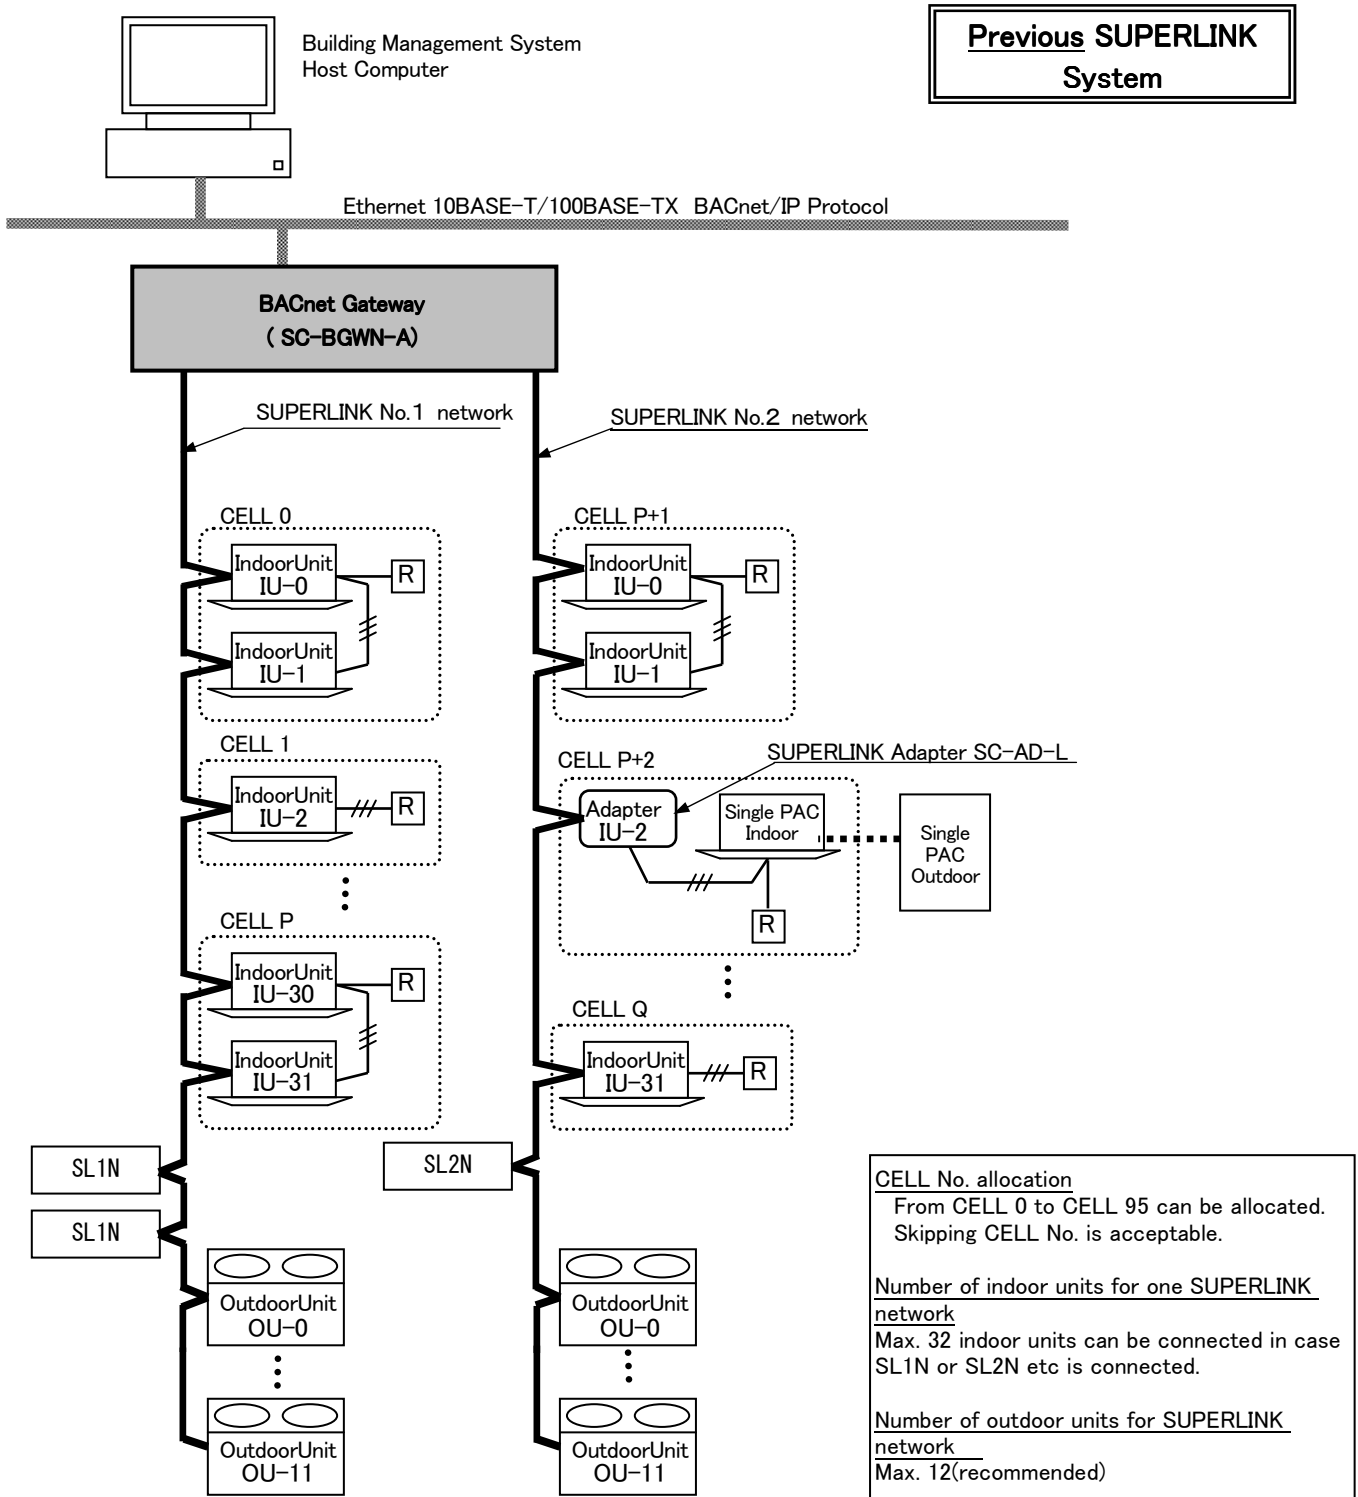 Building Management System
Host Computer
Previous SUPERLINK
System
Ethernet 10BASE-T/100BASE-TX BACnet/IP Protocol
BACnet Gateway
( SC-BGWN-A)
SUPERLINK No.1 network
SUPERLINK No.2 network
CELL 0
IndoorUnit
IU-0
R
IndoorUnit
IU-1
CELL 1
IndoorUnit
IU-2
R
CELL P
IndoorUnit
IU-30
R
IndoorUnit
IU-31
SL1N
SL1N
OutdoorUnit
OU-0
OutdoorUnit
OU-11
CELL P+1
IndoorUnit
IU-0
R
IndoorUnit
IU-1
CELL P+2
SUPERLINK Adapter SC-AD-L
Adapter
IU-2
Single PAC
Indoor
R
Single
PAC
Outdoor
CELL Q
IndoorUnit
IU-31
R
SL2N
OutdoorUnit
OU-0
OutdoorUnit
OU-11
CELL No. allocation
From CELL 0 to CELL 95 can be allocated.
Skipping CELL No. is acceptable.
Number of indoor units for one SUPERLINK
network
Max. 32 indoor units can be connected in case
SL1N or SL2N etc is connected.
Number of outdoor units for SUPERLINK
network
Max. 12(recommended)